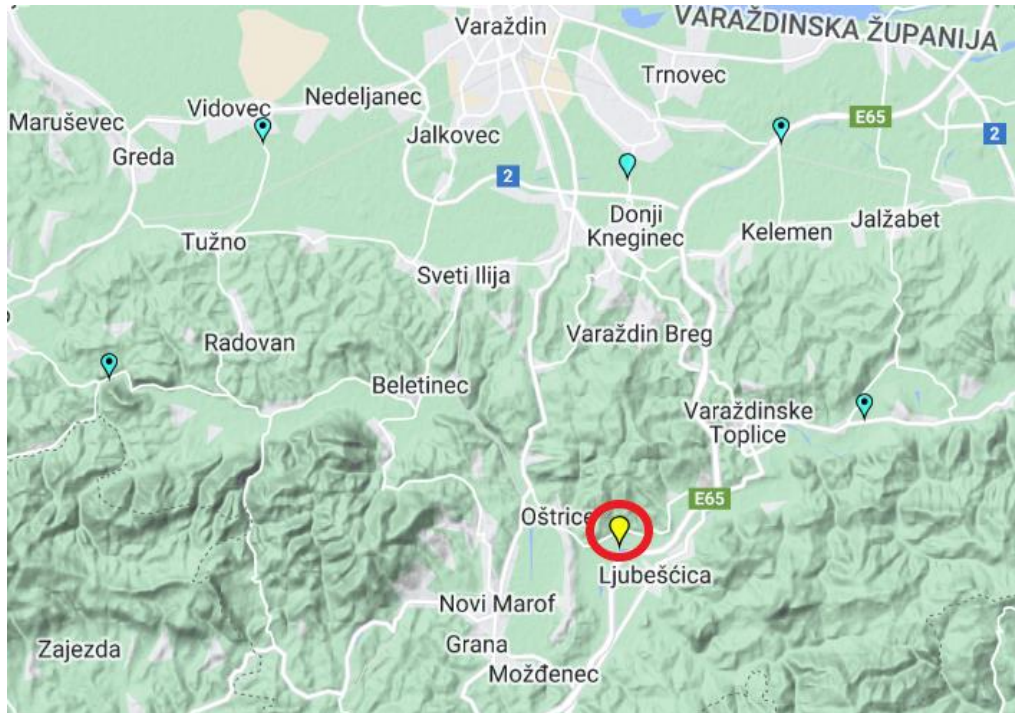 Varaždin
VARAŽDINSKA ŽUPANIJA
Trnovec
Nedeljanec
Vidovec
E65
Maruševec
Jalkovec
2
Greda
2
Donji
Kneginec
Jalžabet
Kelemen
Tužno
Sveti Ilija
Varaždin Breg
Radovan
Beletinec
Varaždinske
Toplice
E65
Oštrice
Ljubešćica
Novi Marof
Grana
Zajezda
Možđenec